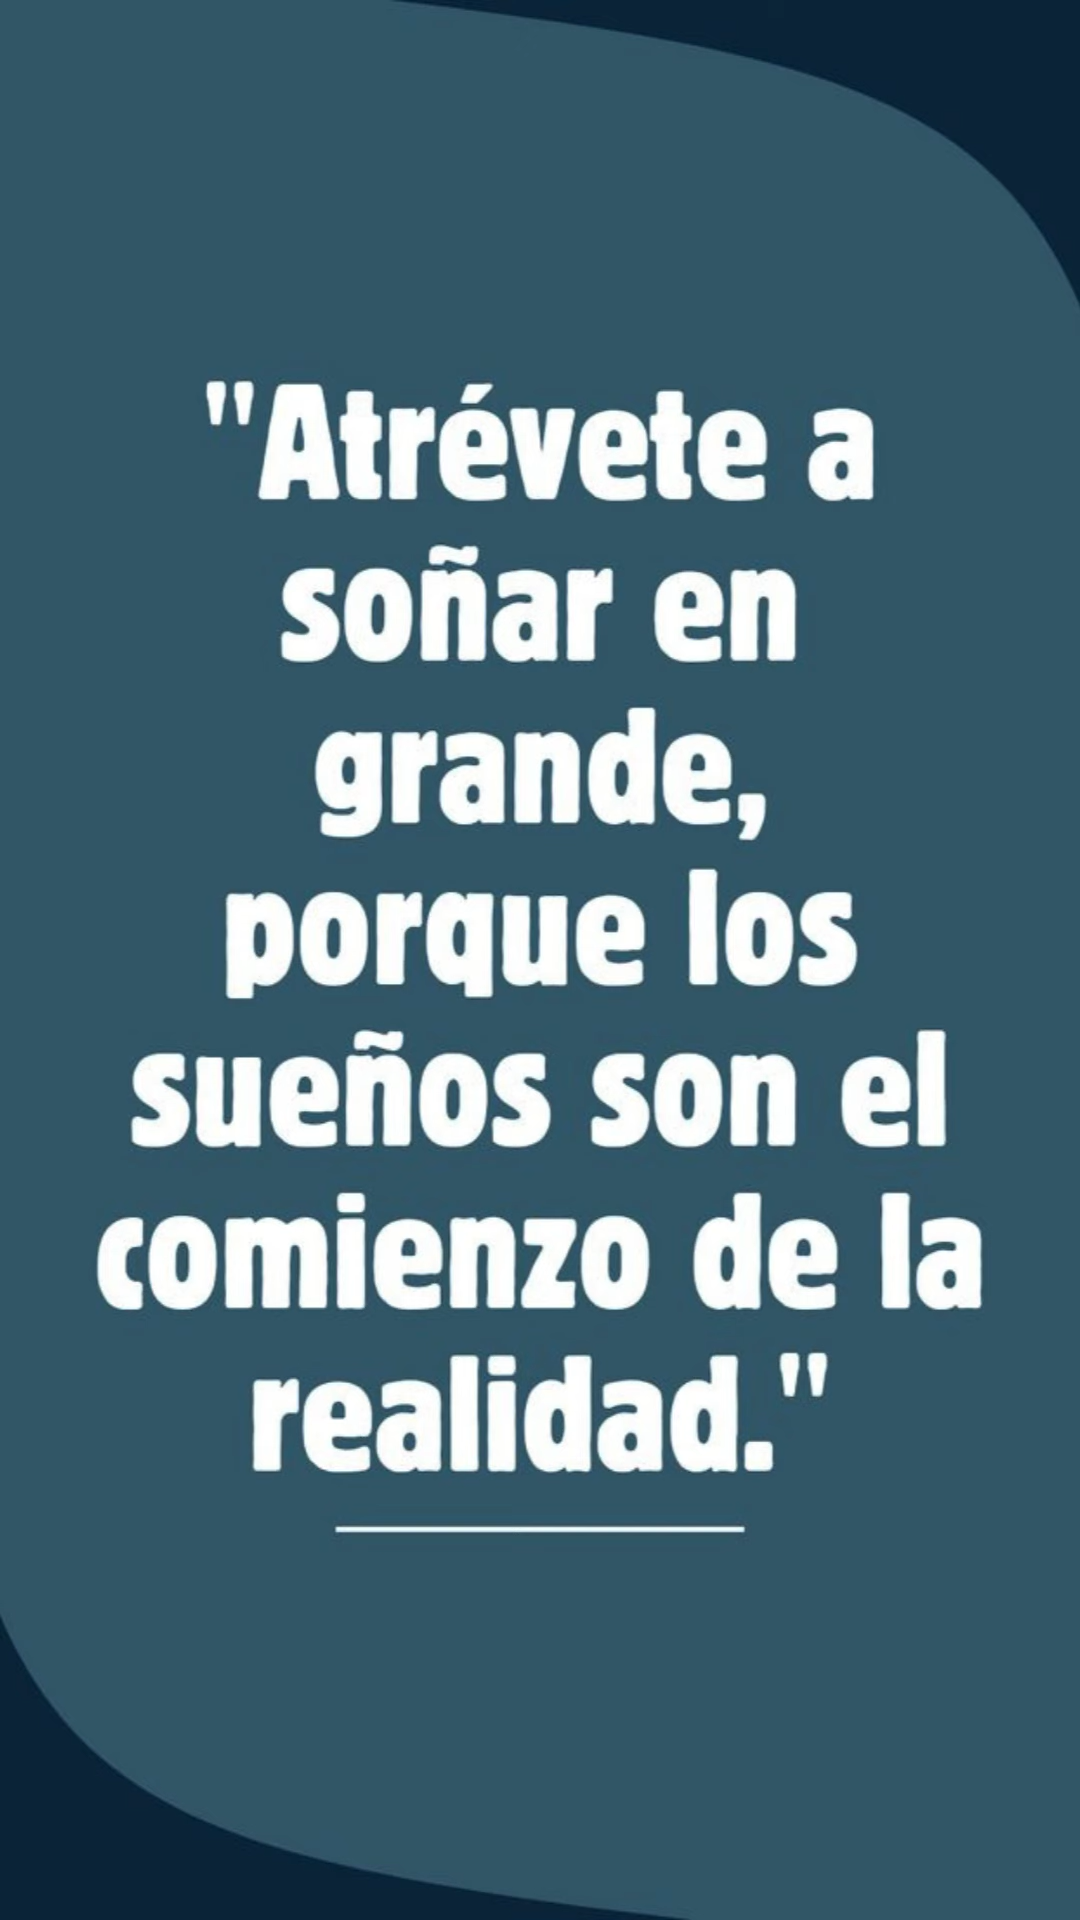 "Atrévete a
soñar en
grande,
porque los
sueños son el
comienzo de la
realidad."